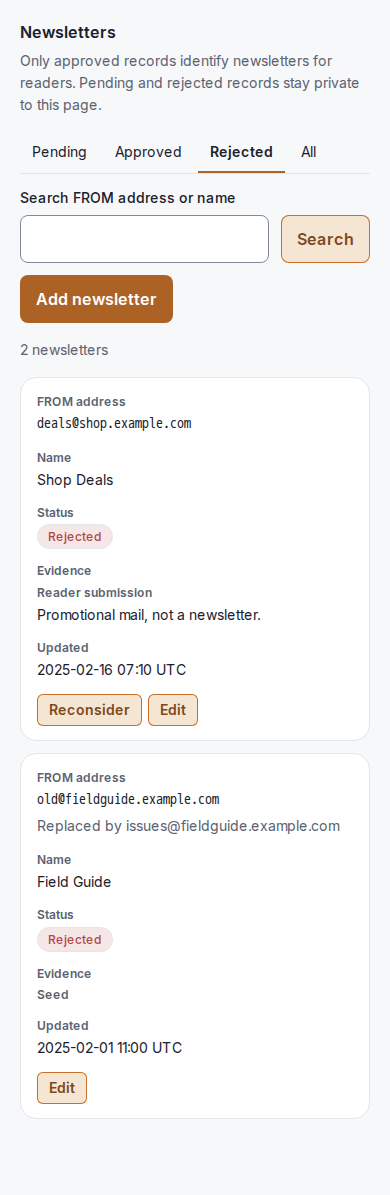 Newsletters
Only approved records identify newsletters for
readers. Pending and rejected records stay private
to this page.
Pending Approved Rejected All
Search FROM address or name
Search
Add newsletter
2 newsletters
FROM address
deals@shop.example.com
Name
Shop Deals
Status
Rejected
Evidence
Reader submission
Promotional mail, not a newsletter.
Updated
2025-02-16 07:10 UTC
Reconsider Edit
FROM address
old@fieldguide.example.com
Replaced by issues@fieldguide.example.com
Name
Field Guide
Status
Rejected
Evidence
Seed
Updated
2025-02-01 11:00 UTC
Edit